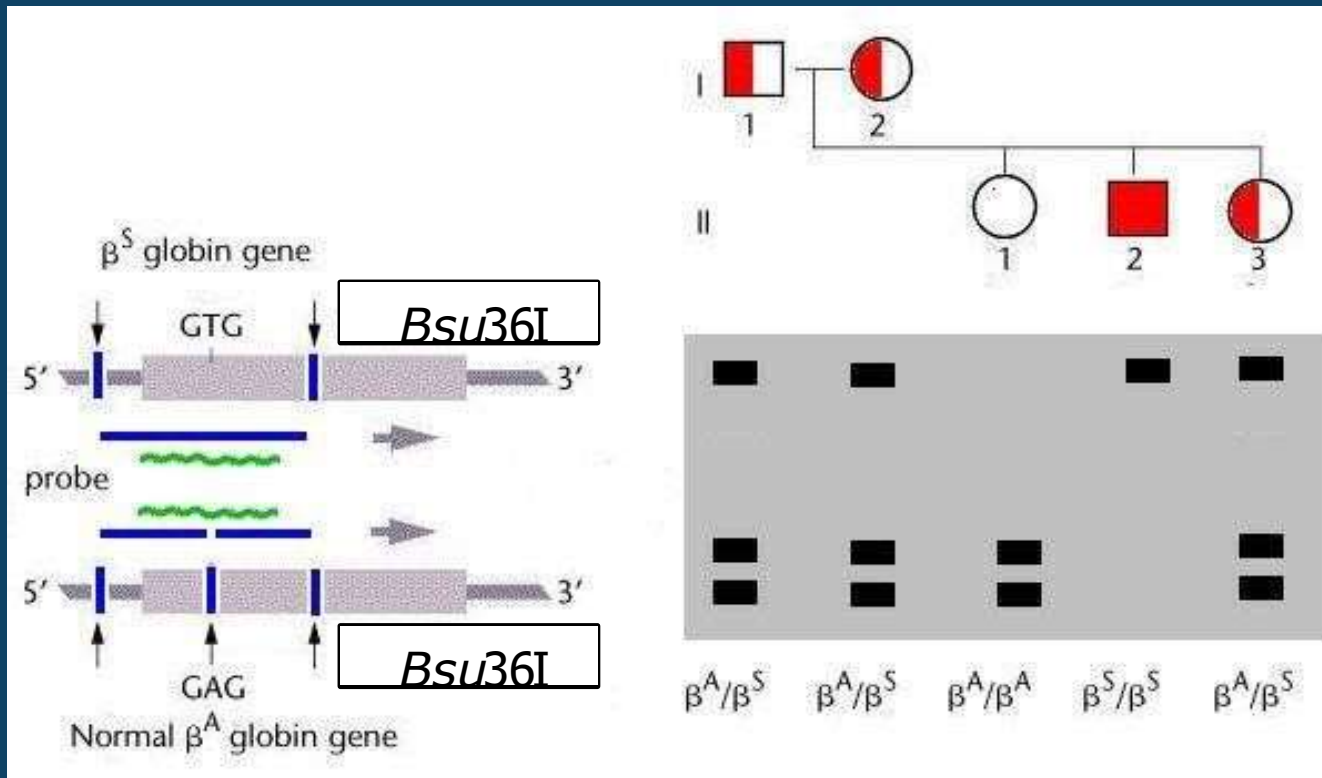 β^S globin gene
Bsu36I
GTG
5′ 3′
probe
5′ 3′
Bsu36I
GAG
Normal β^A globin gene
I
1 2
II
1 2 3
β^A/β^S β^A/β^S β^A/β^A β^S/β^S β^A/β^S